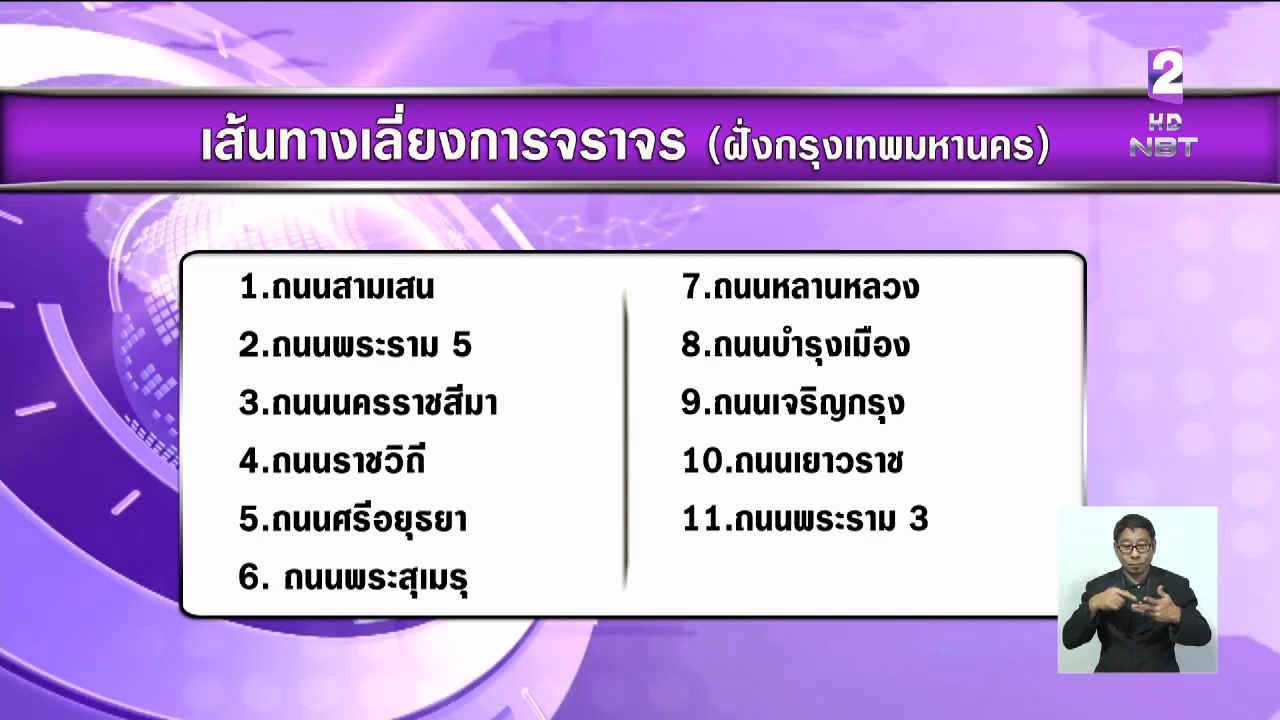 เส้นทางเลี่ยงการจราจร (ฝั่งกรุงเทพมหานคร)
2
HD
NBT
1.ถนนสามเสน
2.ถนนพระราม 5
3.ถนนนครราชสีมา
4.ถนนราชวิถี
5.ถนนศรีอยุธยา
6. ถนนพระสุเมรุ
7.ถนนหลานหลวง
8.ถนนบำรุงเมือง
9.ถนนเจริญกรุง
10.ถนนเยาวราช
11.ถนนพระราม 3